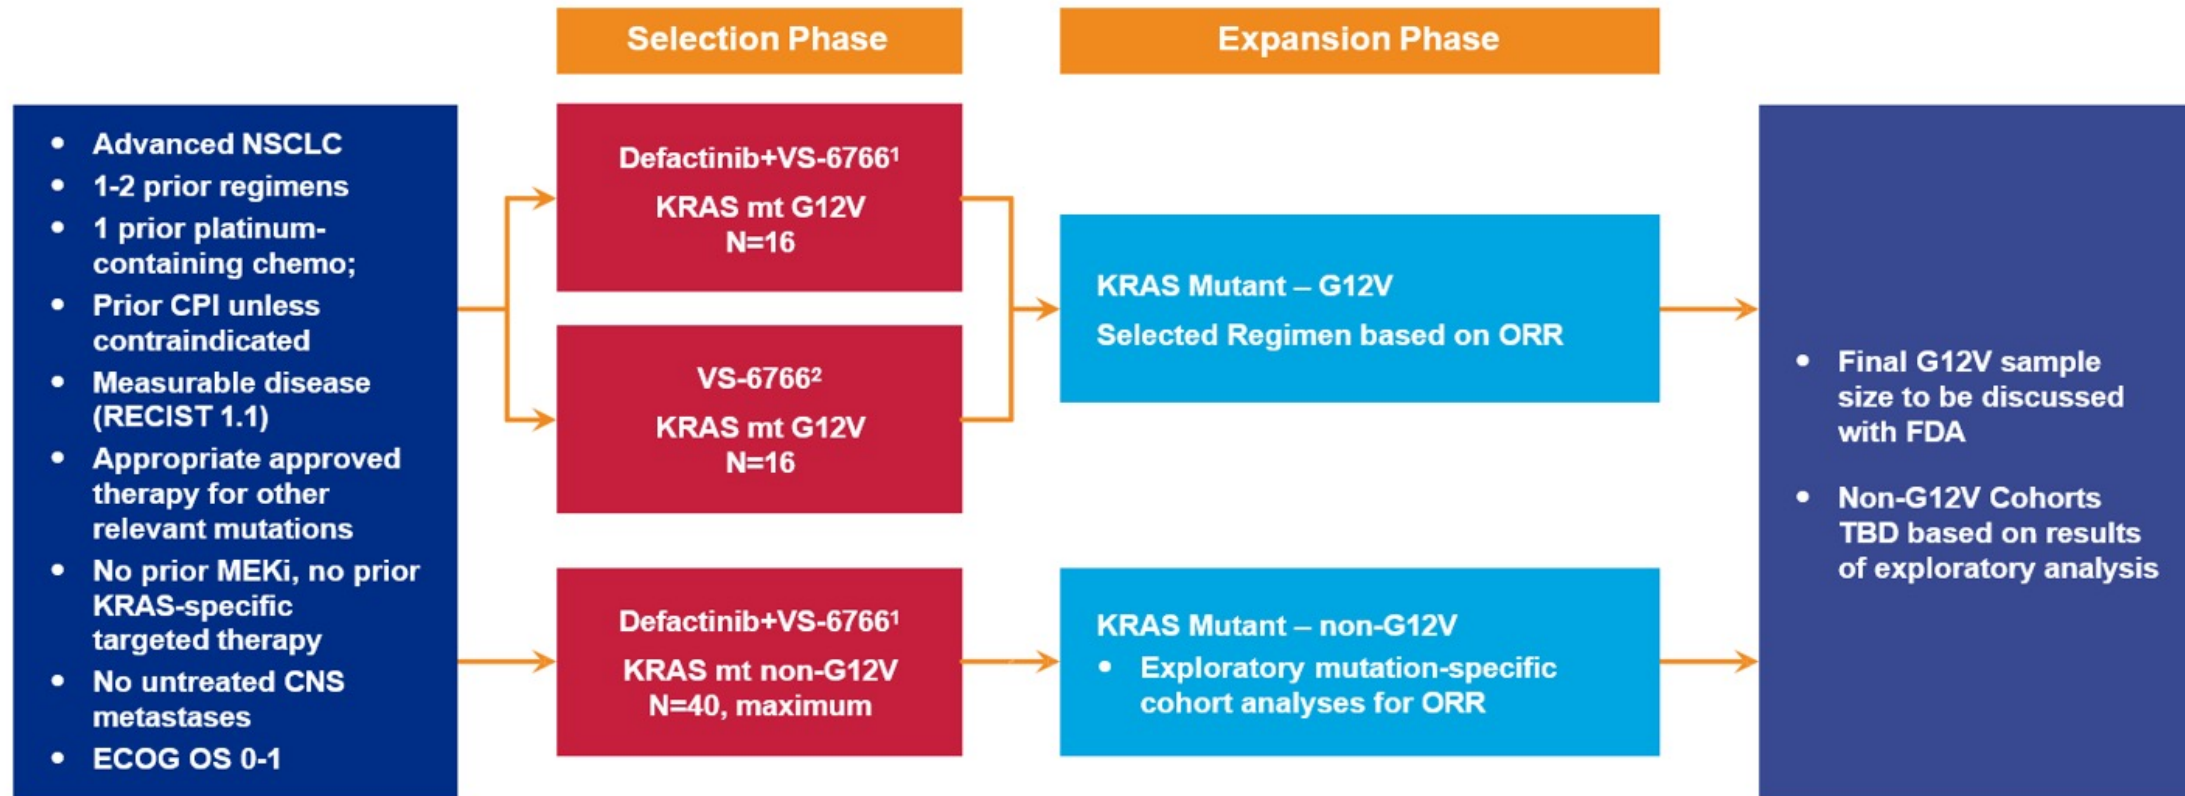 Selection Phase
Expansion Phase
• Advanced NSCLC
• 1-2 prior regimens
• 1 prior platinum-
containing chemo;
• Prior CPI unless
contraindicated
• Measurable disease
(RECIST 1.1)
• Appropriate approved
therapy for other
relevant mutations
• No prior MEKi, no prior
KRAS-specific
targeted therapy
• No untreated CNS
metastases
• ECOG OS 0-1
Defactinib+VS-6766¹
KRAS mt G12V
N=16
VS-6766²
KRAS mt G12V
N=16
Defactinib+VS-6766¹
KRAS mt non-G12V
N=40, maximum
KRAS Mutant – G12V
Selected Regimen based on ORR
KRAS Mutant – non-G12V
• Exploratory mutation-specific
cohort analyses for ORR
• Final G12V sample
size to be discussed
with FDA
• Non-G12V Cohorts
TBD based on results
of exploratory analysis